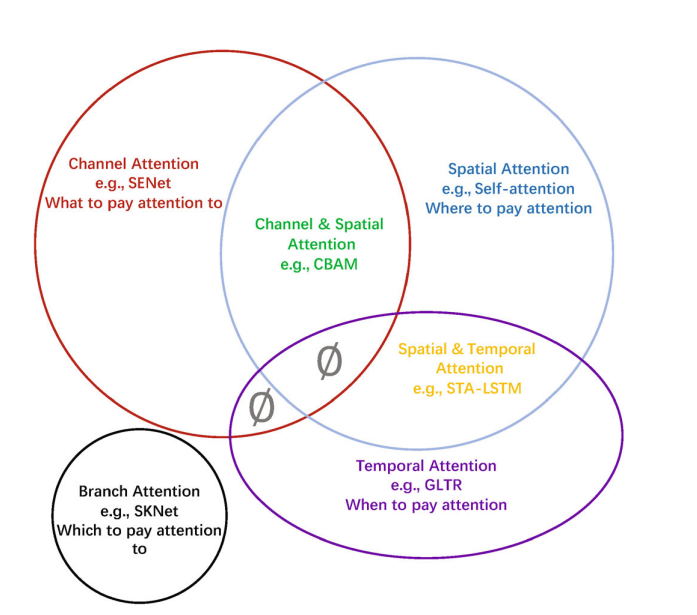 Channel Attention
e.g., SENet
What to pay attention to
Spatial Attention
e.g., Self-attention
Where to pay attention
Channel & Spatial
Attention
e.g., CBAM
∅
∅
Spatial & Temporal
Attention
e.g., STA-LSTM
Temporal Attention
e.g., GLTR
When to pay attention
Branch Attention
e.g., SKNet
Which to pay attention
to